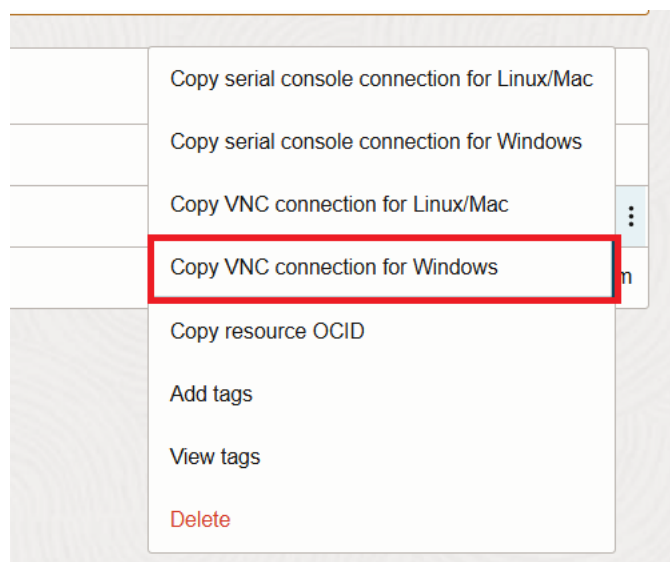 Copy serial console connection for Linux/Mac
Copy serial console connection for Windows
Copy VNC connection for Linux/Mac
Copy VNC connection for Windows
Copy resource OCID
Add tags
View tags
Delete